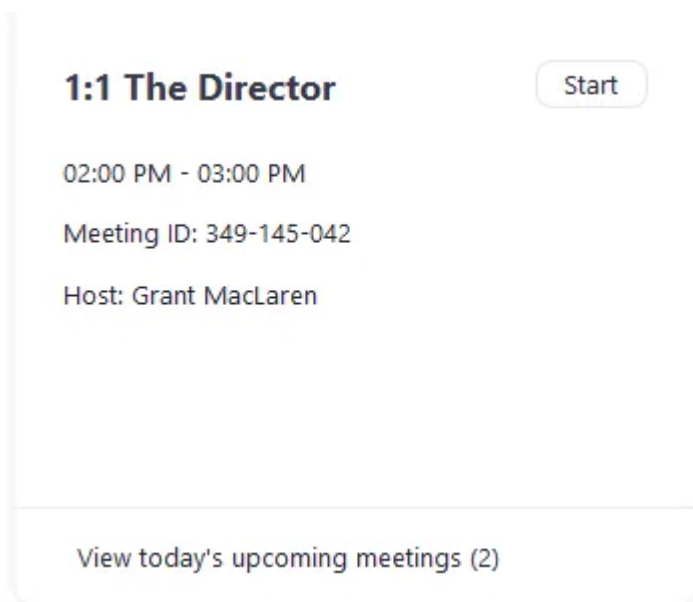 1:1 The Director
Start
02:00 PM - 03:00 PM
Meeting ID: 349-145-042
Host: Grant MacLaren
View today's upcoming meetings (2)